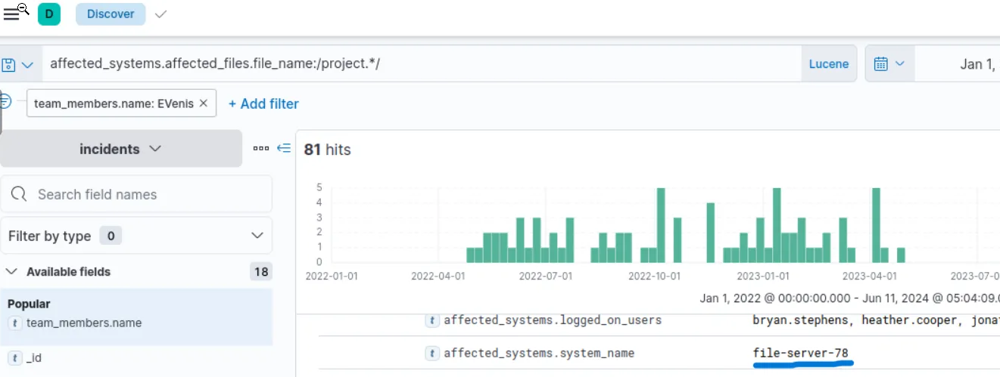 D Discover
affected_systems.affected_files.file_name:/project.*/ Lucene Jan 1,
team_members.name: EVenis × + Add filter
incidents
81 hits
Search field names
Filter by type 0
Available fields 18
Popular
t team_members.name
t _id
5
4
3
2
1
0
2022-01-01 2022-04-01 2022-07-01 2022-10-01 2023-01-01 2023-04-01 2023-07-0
Jan 1, 2022 @ 00:00:00.000 - Jun 11, 2024 @ 05:04:09.0
t affected_systems.logged_on_users bryan.stephens, heather.cooper, jona
t affected_systems.system_name file-server-78